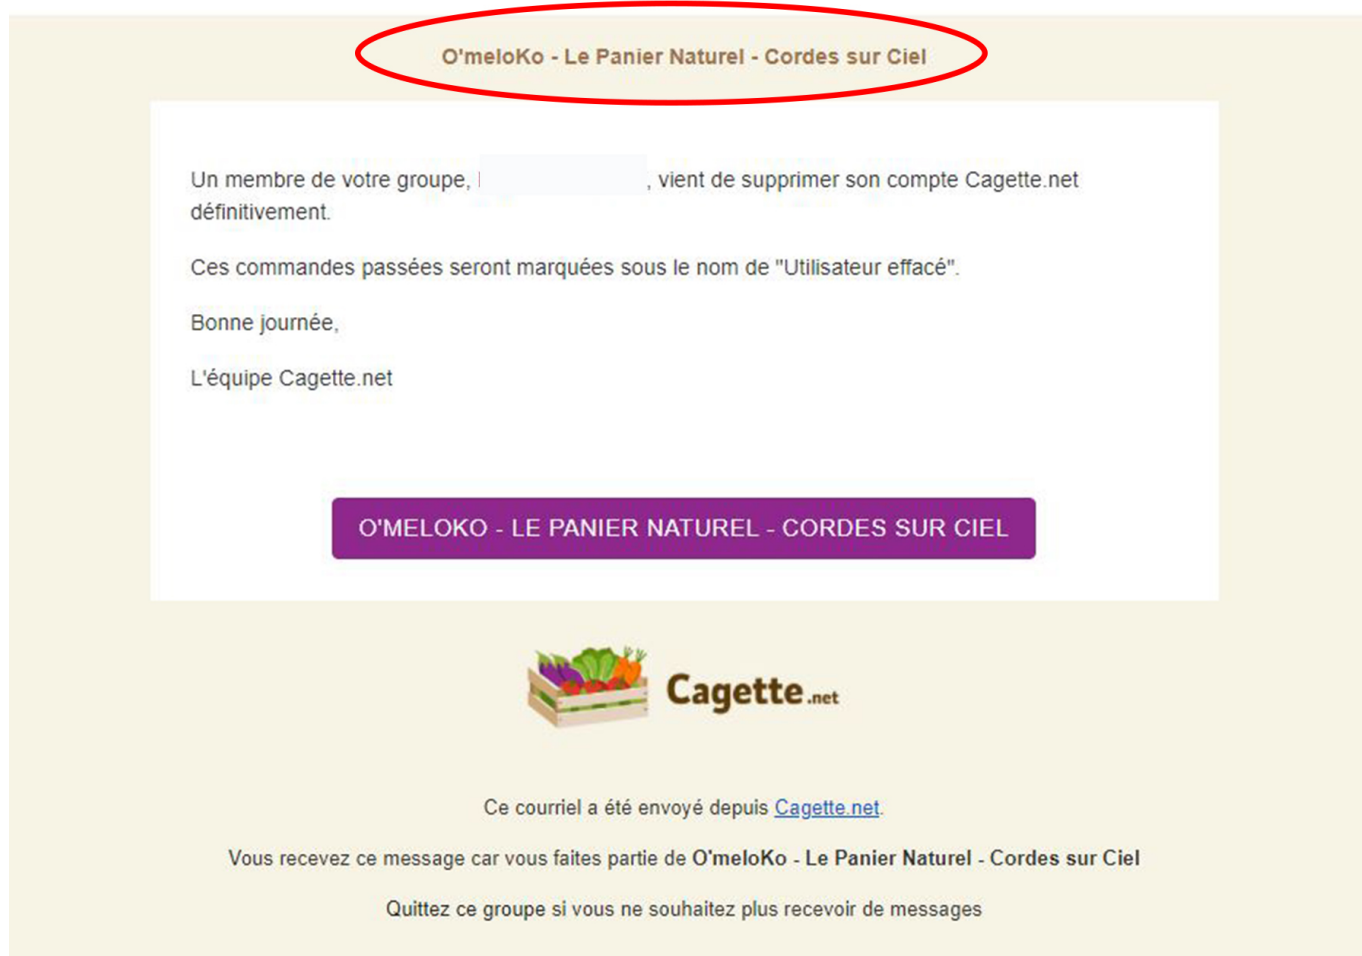 O'meloKo - Le Panier Naturel - Cordes sur Ciel
Un membre de votre groupe, , vient de supprimer son compte Cagette.net
définitivement.
Ces commandes passées seront marquées sous le nom de "Utilisateur effacé".
Bonne journée,
L'équipe Cagette.net
O'MELOKO - LE PANIER NATUREL - CORDES SUR CIEL
Cagette.net
Ce courriel a été envoyé depuis Cagette.net.
Vous recevez ce message car vous faites partie de O'meloKo - Le Panier Naturel - Cordes sur Ciel
Quittez ce groupe si vous ne souhaitez plus recevoir de messages